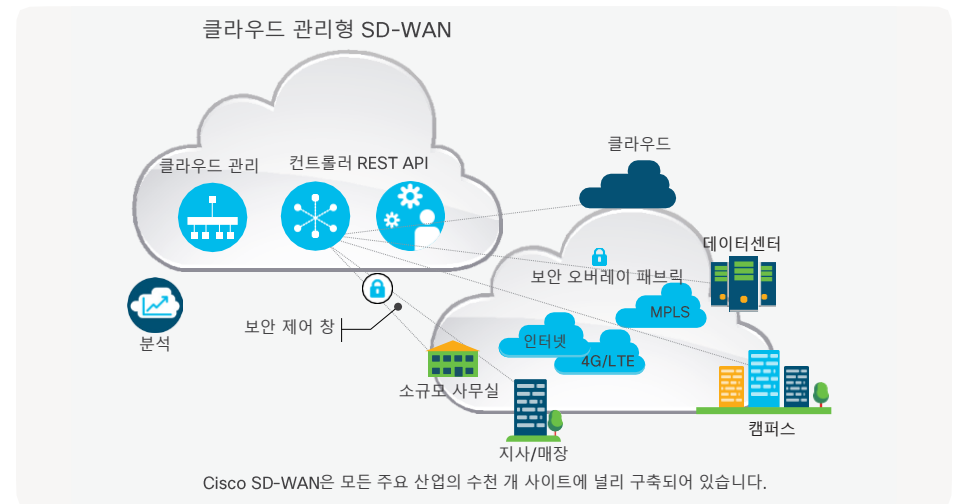 클라우드 관리형 SD-WAN
클라우드 관리
컨트롤러 REST API
클라우드
데이터센터
보안 오버레이 패브릭
MPLS
분석
보안 제어 창
인터넷
4G/LTE
소규모 사무실
캠퍼스
지사/매장
Cisco SD-WAN은 모든 주요 산업의 수천 개 사이트에 널리 구축되어 있습니다.